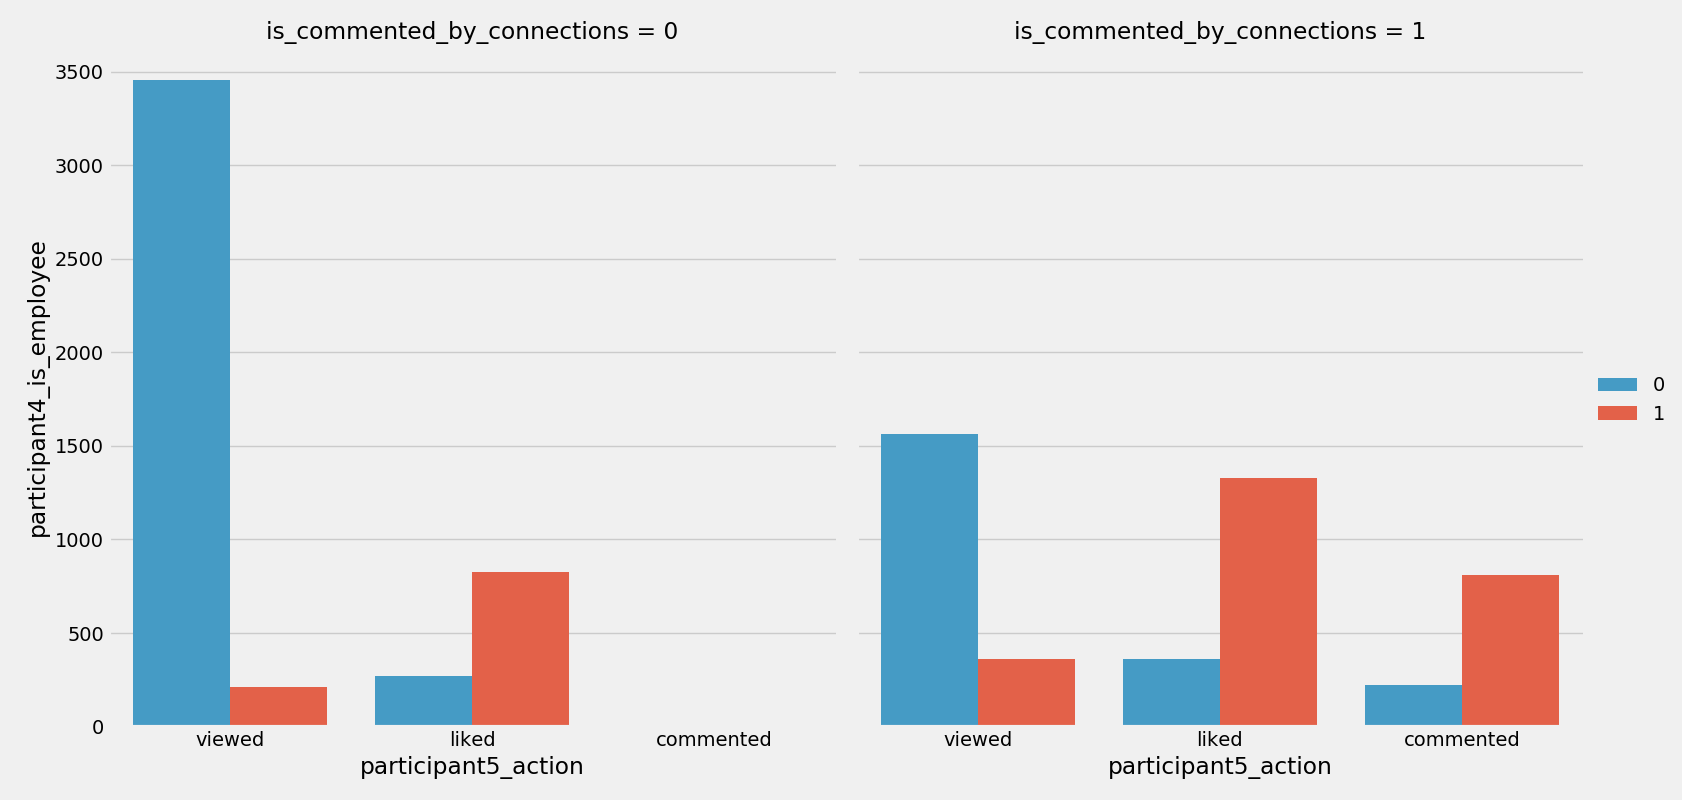 is_commented_by_connections = 0
is_commented_by_connections = 1
participant4_is_employee
3500
3000
2500
2000
1500
1000
500
0
viewed
liked
commented
participant5_action
viewed
liked
commented
participant5_action
0
1